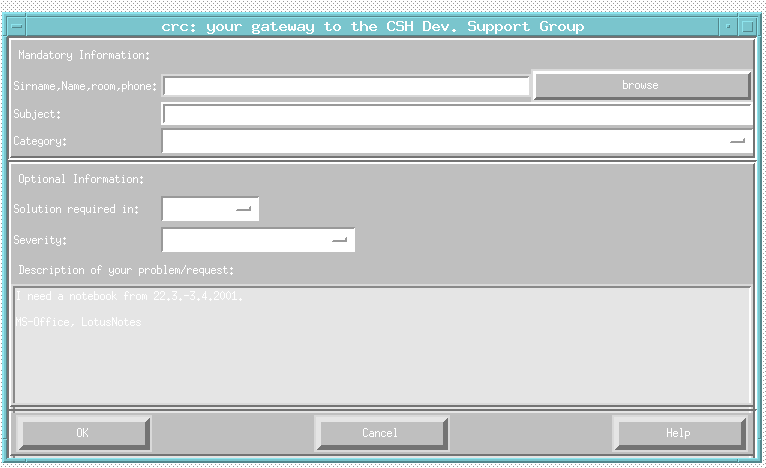 crc: your gateway to the CSH Dev. Support Group
Mandatory Information:
Sirname,Name,room,phone:
browse
Subject:
Category:
Optional Information:
Solution required in:
Severity:
Description of your problem/request:
I need a notebook from 22.3.-3.4.2001.
MS-Office, LotusNotes
OK
Cancel
Help